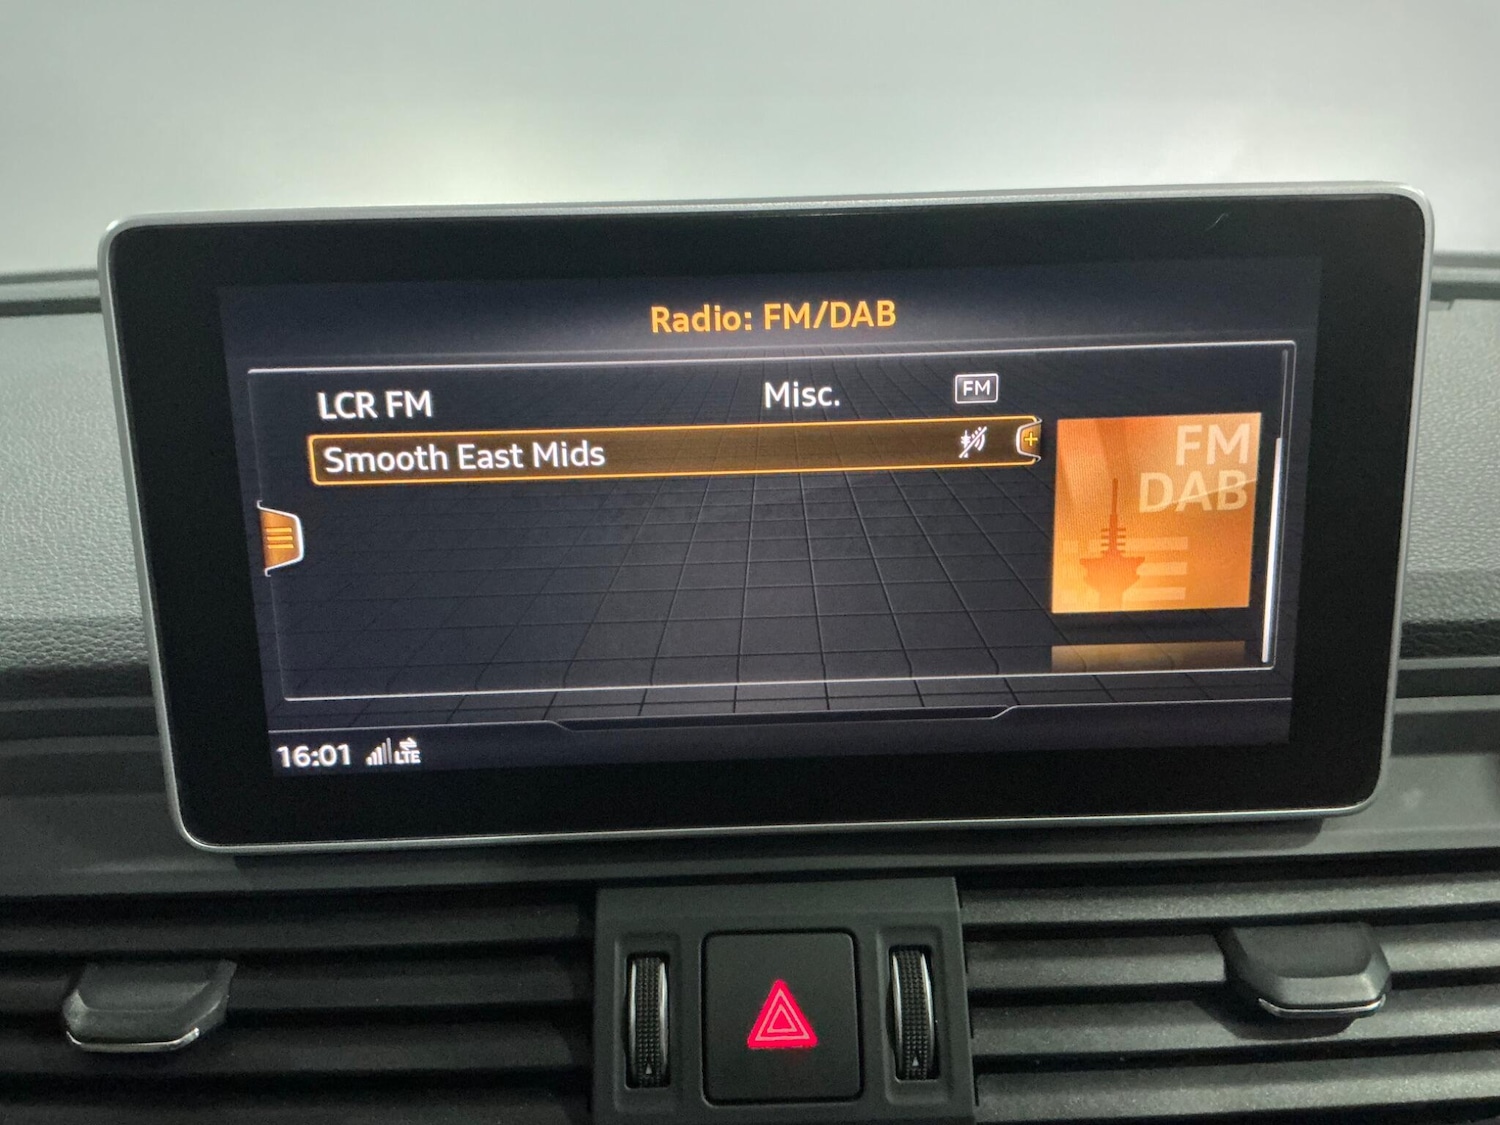 Radio: FM/DAB
LCR FM Misc. FM
Smooth East Mids
FM
DAB
16:01 LTE